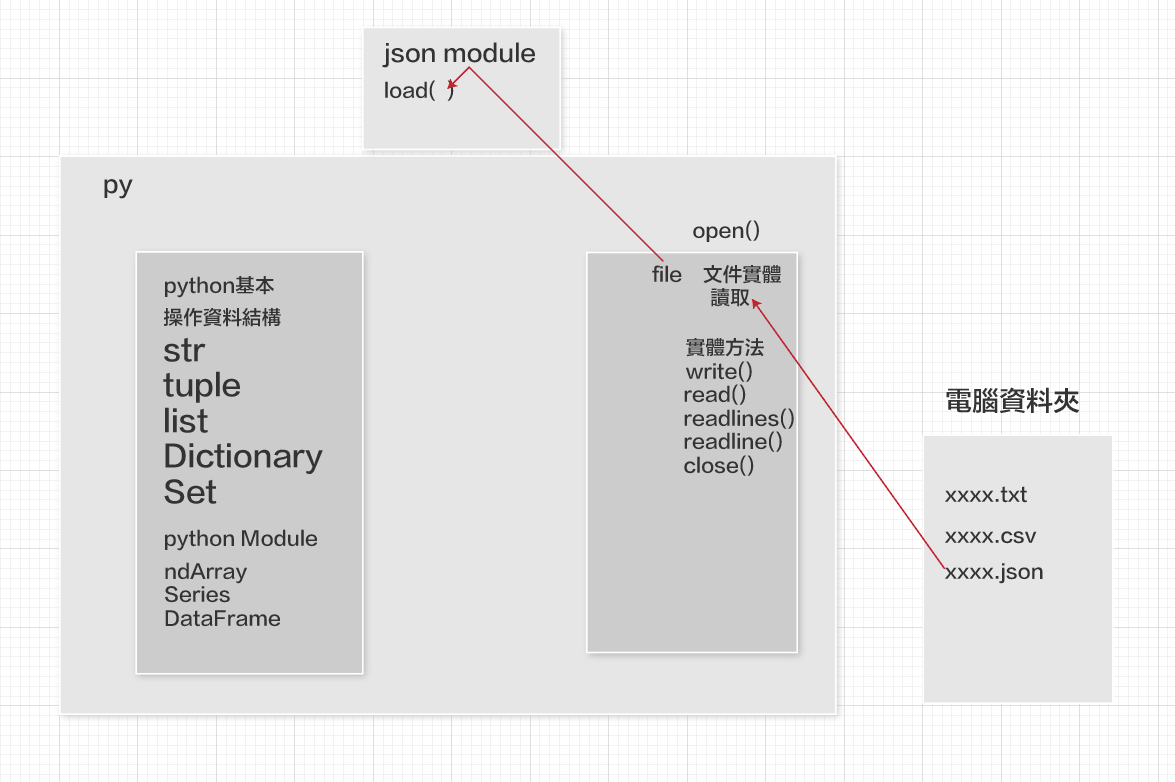 json module
load( )
py
python基本
操作資料結構
str
tuple
list
Dictionary
Set
python Module
ndArray
Series
DataFrame
open()
file 文件實體
讀取
實體方法
write()
read()
readlines()
readline()
close()
電腦資料夾
xxxx.txt
xxxx.csv
xxxx.json